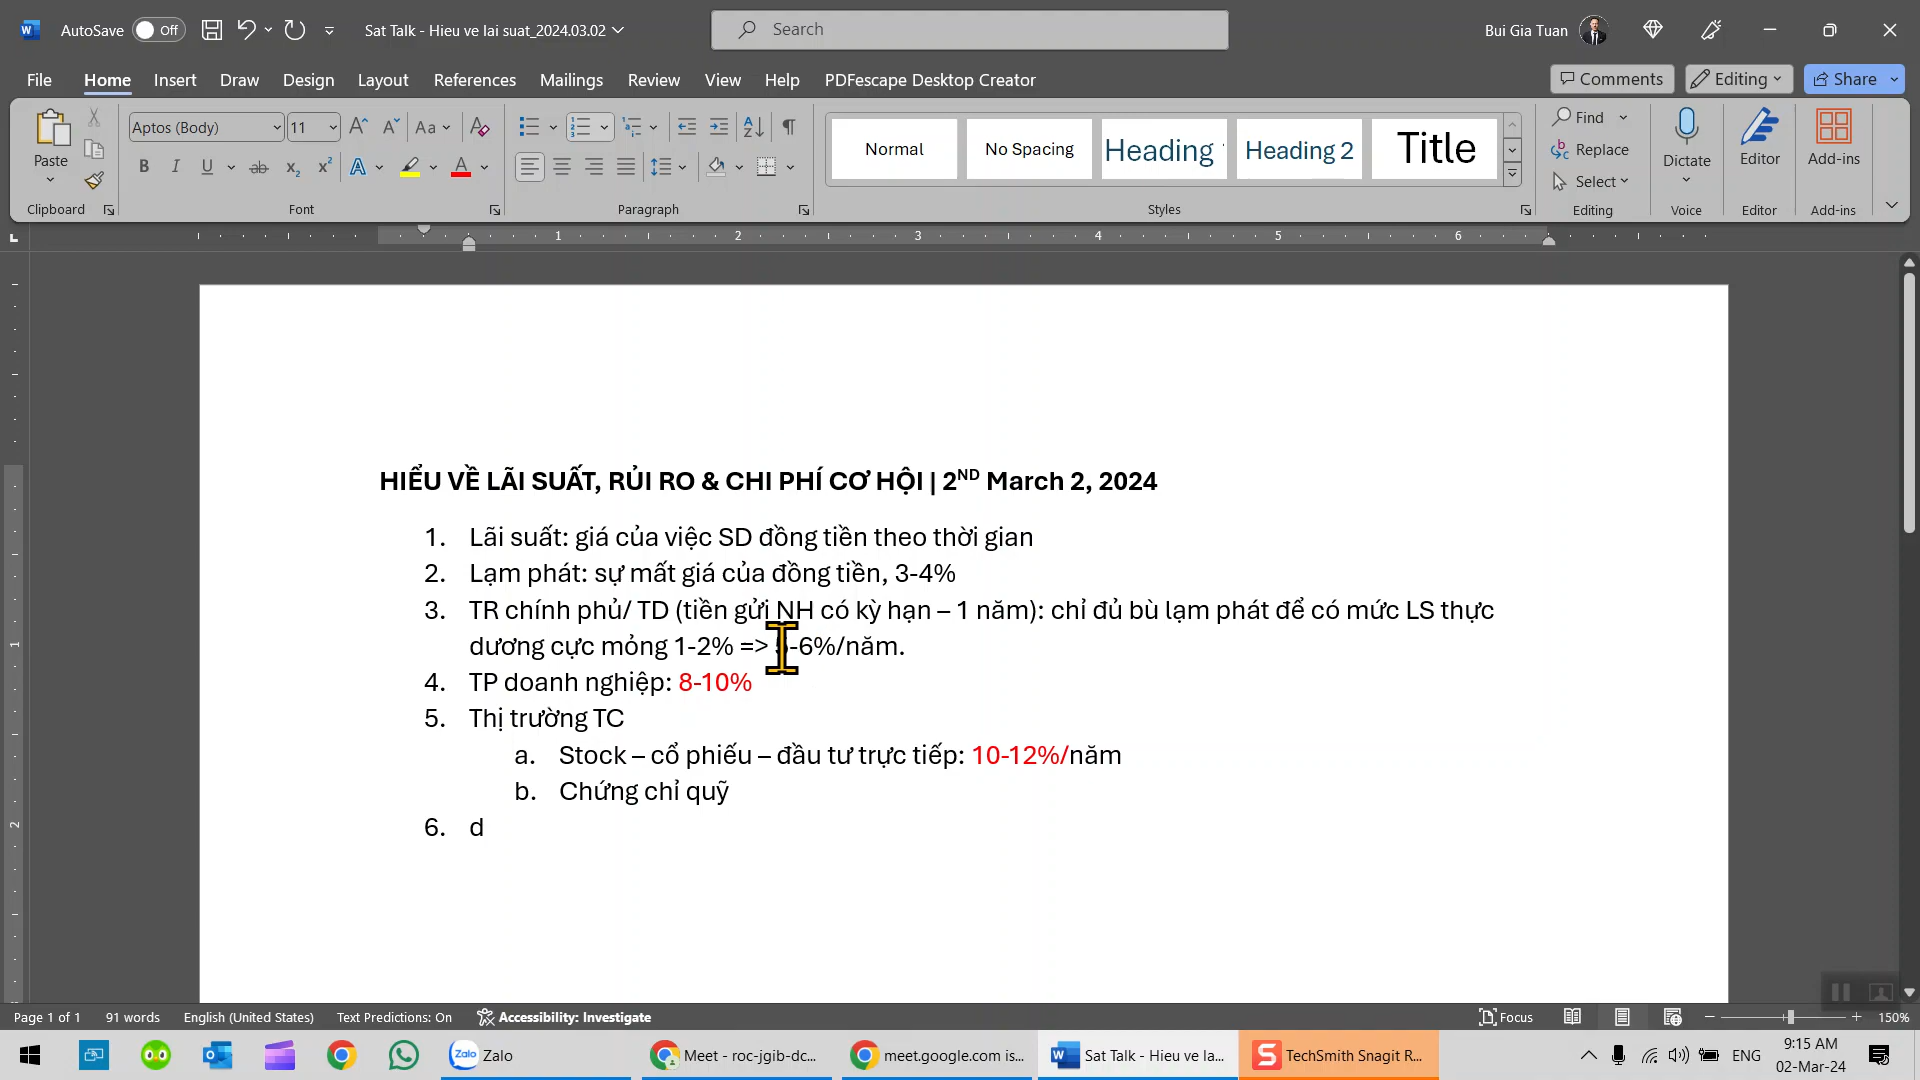 AutoSave Off Sat Talk - Hieu ve lai suat_2024.03.02 Search Bui Gia Tuan
File Home Insert Draw Design Layout References Mailings Review View Help PDFescape Desktop Creator Comments Editing Share
Paste Aptos (Body) 11 Normal No Spacing Heading Heading 2 Title Find Replace Select Dictate Editor Add-ins
Clipboard Font Paragraph Styles Editing Voice Editor Add-ins
1 2 3 4 5 6
HIỂU VỀ LÃI SUẤT, RỦI RO & CHI PHÍ CƠ HỘI | 2ND March 2, 2024
1. Lãi suất: giá của việc SD đồng tiền theo thời gian
2. Lạm phát: sự mất giá của đồng tiền, 3-4%
3. TR chính phủ/ TD (tiền gửi NH có kỳ hạn – 1 năm): chỉ đủ bù lạm phát để có mức LS thực
dương cực mỏng 1-2% => -6%/năm.
4. TP doanh nghiệp: 8-10%
5. Thị trường TC
a. Stock – cổ phiếu – đầu tư trực tiếp: 10-12%/năm
b. Chứng chỉ quỹ
6. d
Page 1 of 1 91 words English (United States) Text Predictions: On Accessibility: Investigate Focus 150%
Zalo Meet - roc-jgib-dc... meet.google.com is... Sat Talk - Hieu ve la... TechSmith Snagit R... ENG 9:15 AM
02-Mar-24